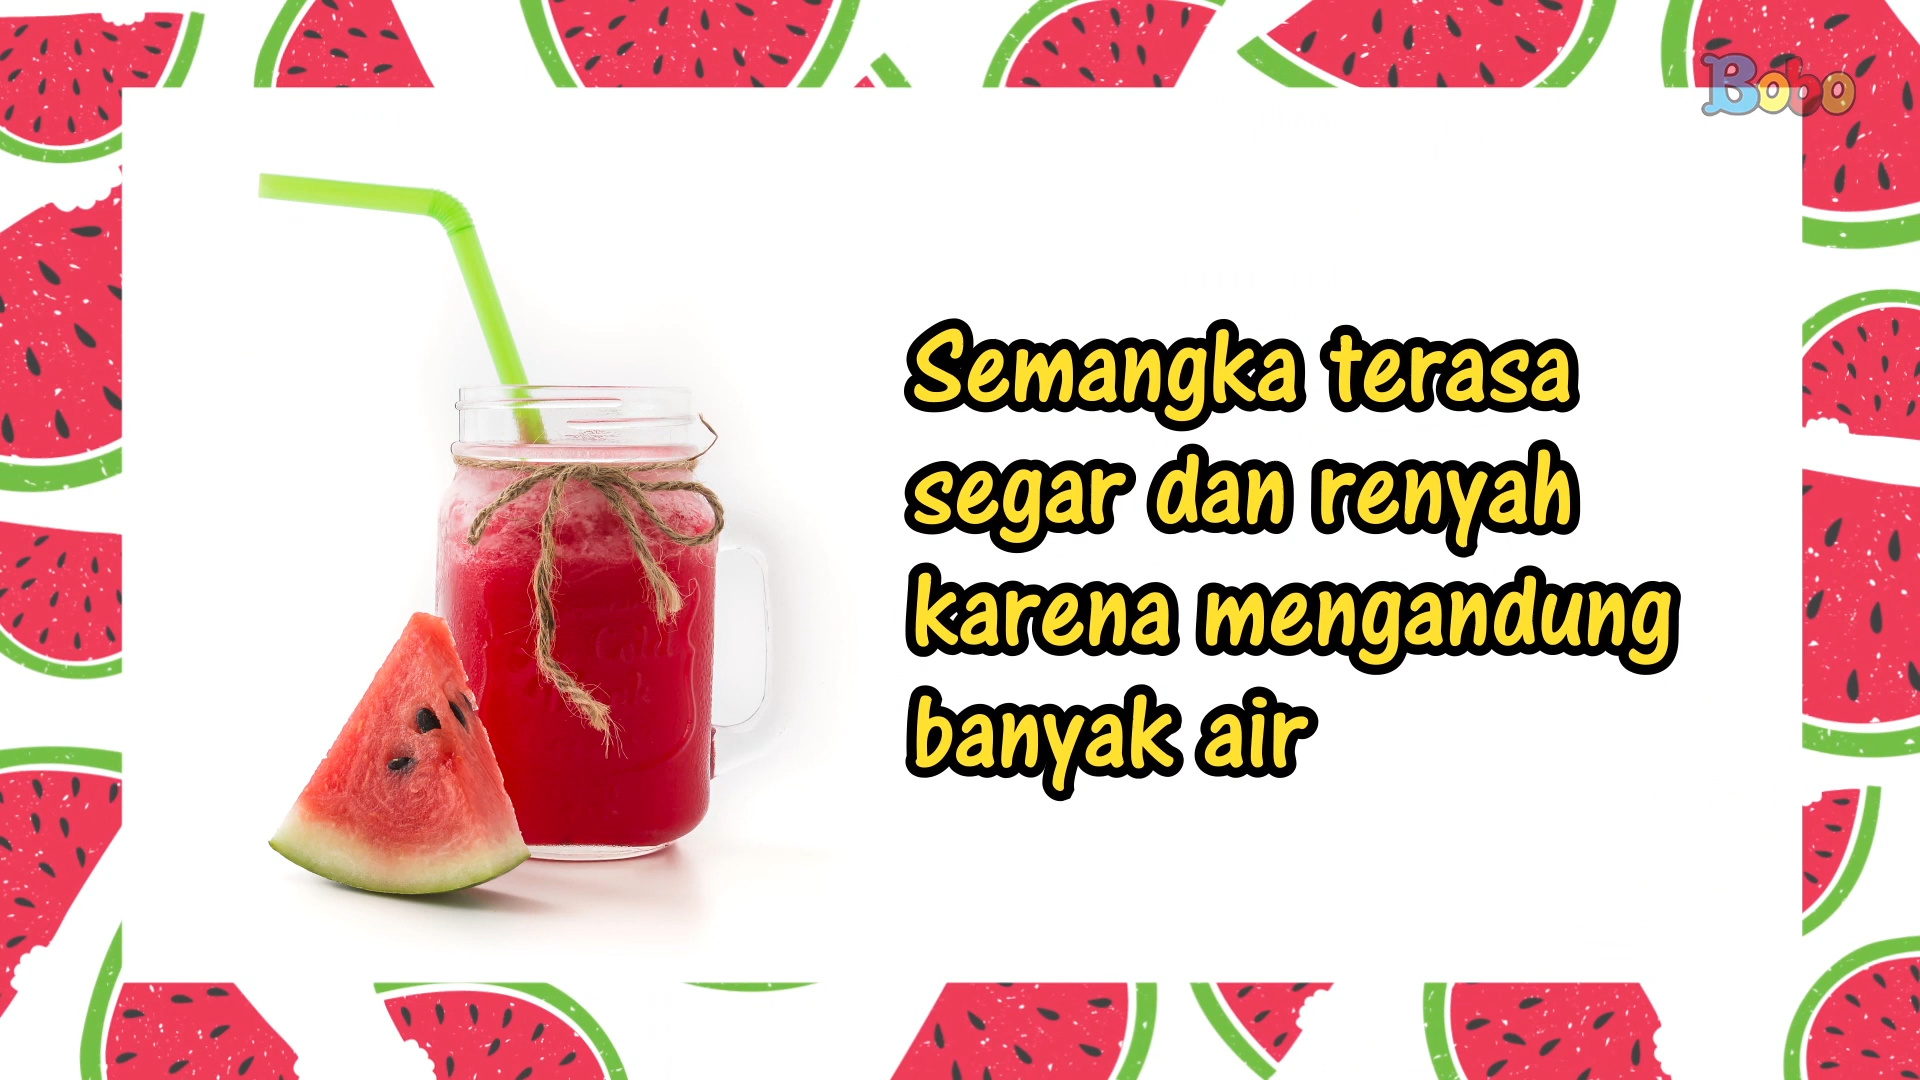 Bobo
Semangka terasa
segar dan renyah
karena mengandung
banyak air